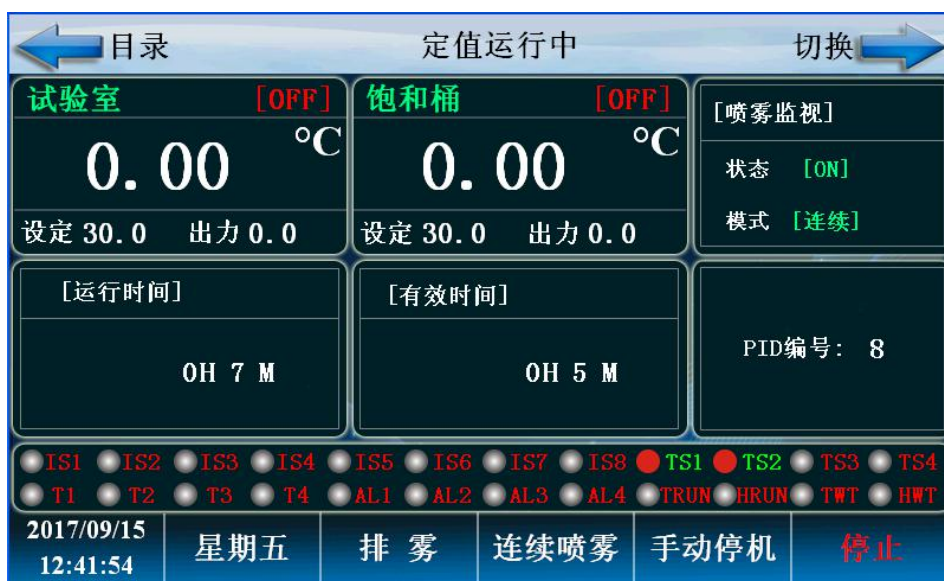 目录 定值运行中 切换
试验室 [OFF] 饱和桶 [OFF] [喷雾监视]
0.00 ℃ 0.00 ℃ 状态 [ON]
设定 30.0 出力 0.0 设定 30.0 出力 0.0 模式 [连续]
[运行时间] [有效时间]
0H 7 M 0H 5 M PID编号: 8
IS1 IS2 IS3 IS4 IS5 IS6 IS7 IS8 TS1 TS2 TS3 TS4
T1 T2 T3 T4 AL1 AL2 AL3 AL4 TRUN HRUN TWT HWT
2017/09/15 星期五 排 雾 连续喷雾 手动停机 停止
12:41:54